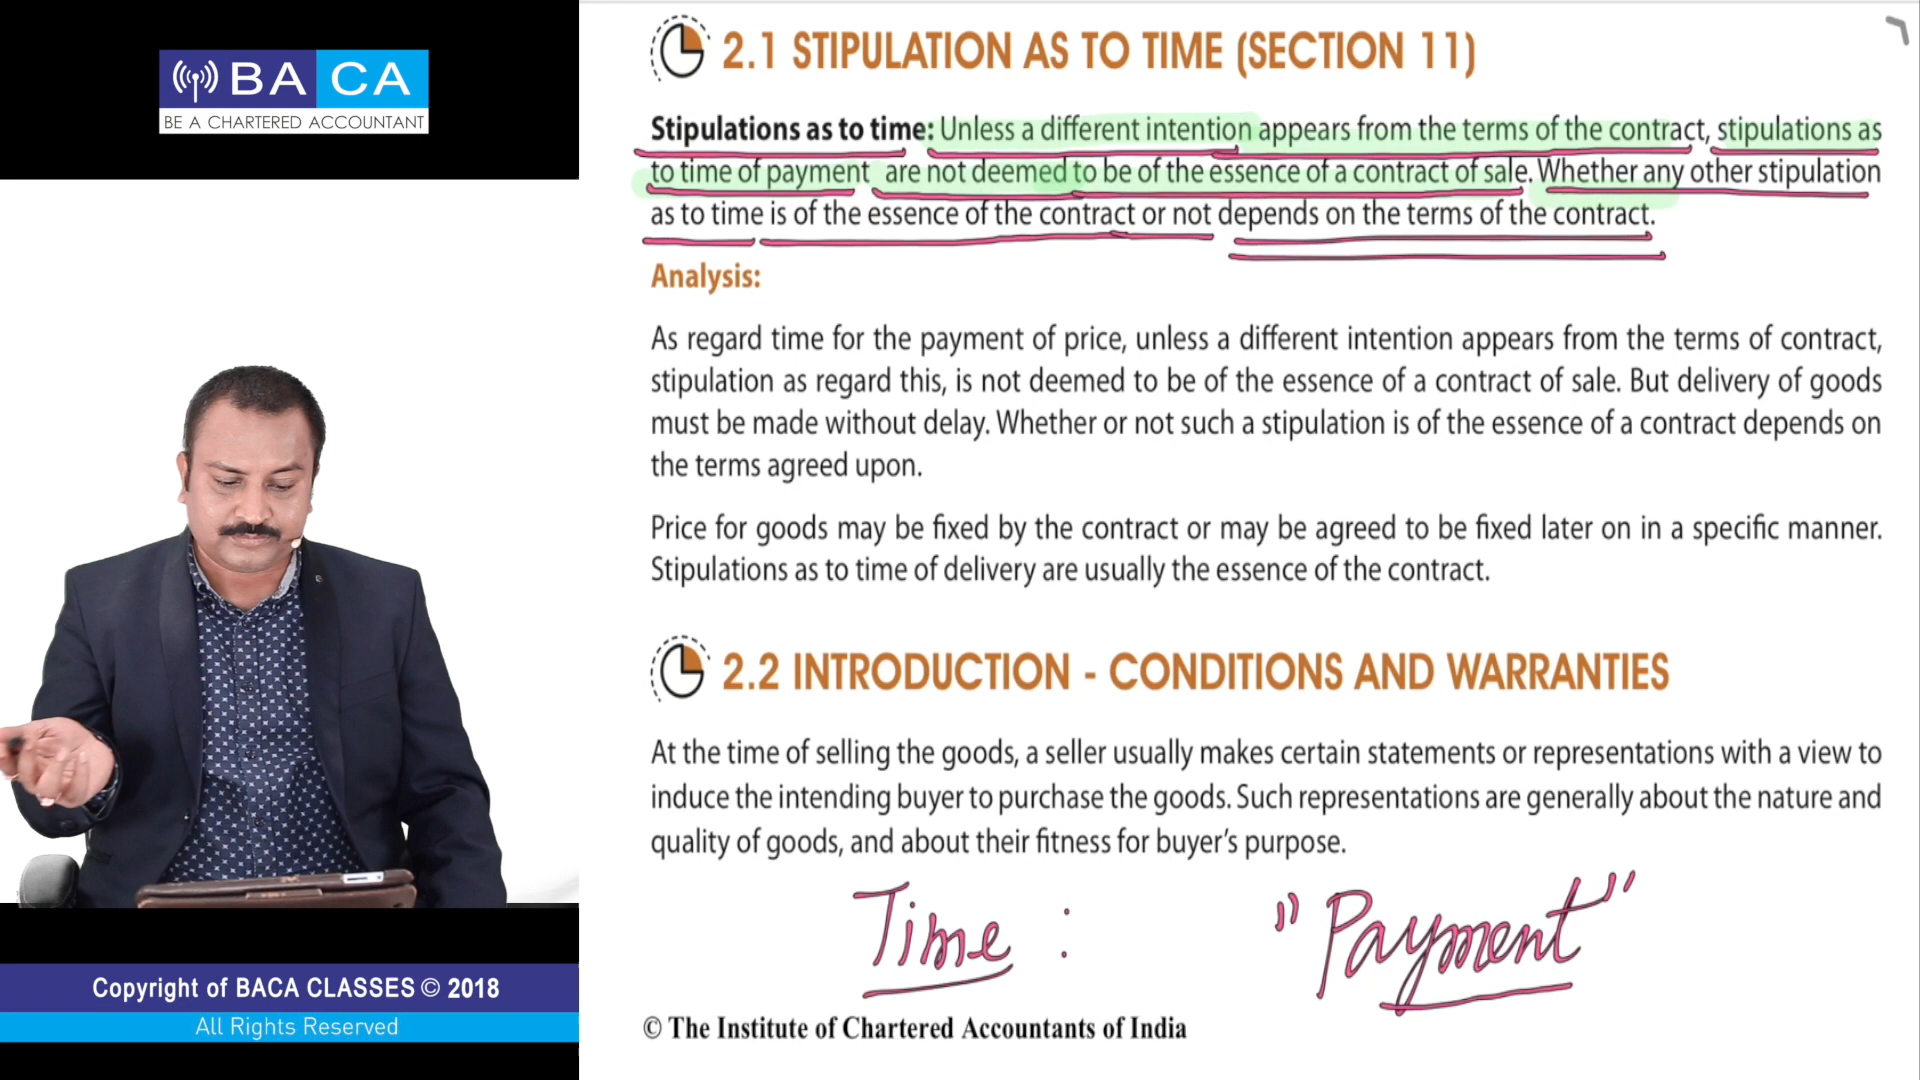 BA CA
BE A CHARTERED ACCOUNTANT
2.1 STIPULATION AS TO TIME (SECTION 11)
Stipulations as to time: Unless a different intention appears from the terms of the contract, stipulations as
to time of payment are not deemed to be of the essence of a contract of sale. Whether any other stipulation
as to time is of the essence of the contract or not depends on the terms of the contract.
Analysis:
As regard time for the payment of price, unless a different intention appears from the terms of contract,
stipulation as regard this, is not deemed to be of the essence of a contract of sale. But delivery of goods
must be made without delay. Whether or not such a stipulation is of the essence of a contract depends on
the terms agreed upon.
Price for goods may be fixed by the contract or may be agreed to be fixed later on in a specific manner.
Stipulations as to time of delivery are usually the essence of the contract.
2.2 INTRODUCTION - CONDITIONS AND WARRANTIES
At the time of selling the goods, a seller usually makes certain statements or representations with a view to
induce the intending buyer to purchase the goods. Such representations are generally about the nature and
quality of goods, and about their fitness for buyer's purpose.
Time : "Payment"
© The Institute of Chartered Accountants of India
Copyright of BACA CLASSES © 2018
All Rights Reserved